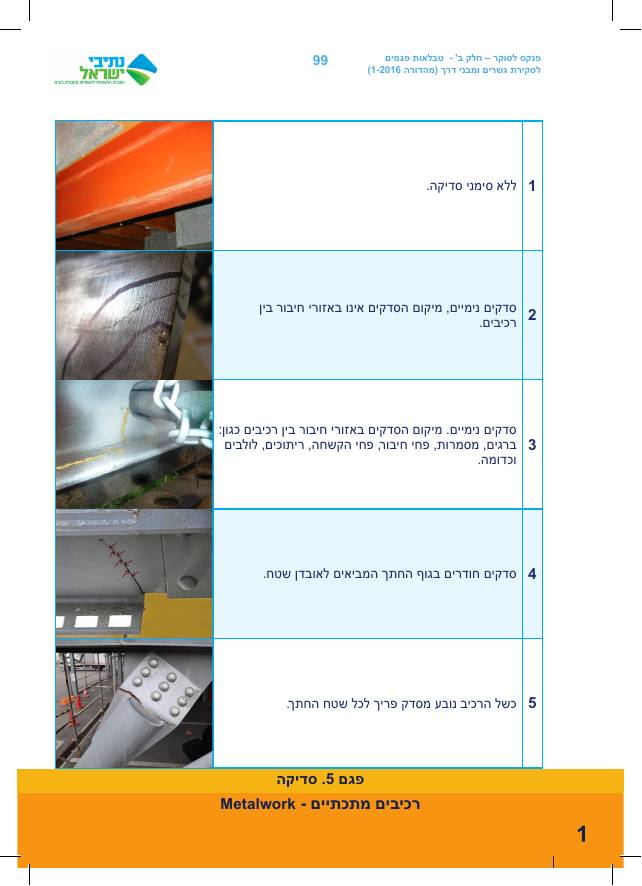 פנקס לסוקר – חלק ב' - טבלאות פגמים
לסקירת גשרים ומבני דרך (מהדורה 1-2016)
99
נתיבי
ישראל
1
ללא סימני סדיקה.
2
סדקים נימיים, מיקום הסדקים אינו באזורי חיבור בין
רכיבים.
3
סדקים נימיים. מיקום הסדקים באזורי חיבור בין רכיבים כגון:
ברגים, מסמרות, פחי חיבור, פחי הקשחה, ריתוכים, לולבים
וכדומה.
4
סדקים חודרים בגוף החתך המביאים לאובדן שטח.
5
כשל הרכיב נובע מסדק פריך לכל שטח החתך.
פגם 5. סדיקה
רכיבים מתכתיים - Metalwork
1